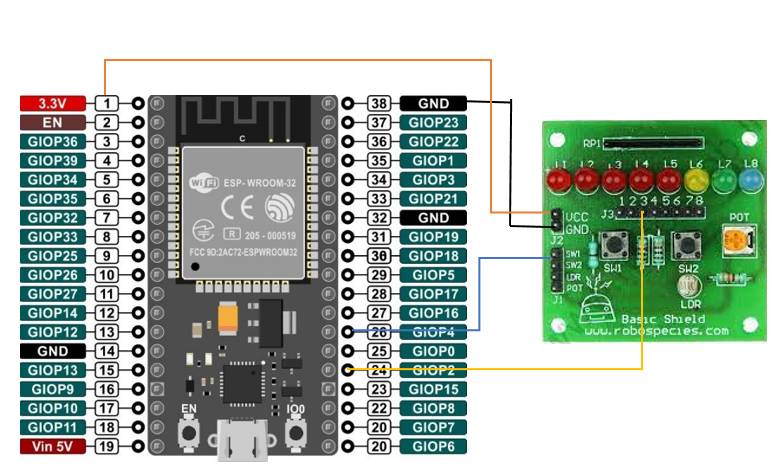 3.3V 1 38 GND
EN 2 37 GIOP23
GIOP36 3 36 GIOP22
GIOP39 4 35 GIOP1
GIOP34 5 34 GIOP3
GIOP35 6 33 GIOP21
GIOP32 7 32 GND
GIOP33 8 31 GIOP19
GIOP25 9 30 GIOP18
GIOP26 10 29 GIOP5
GIOP27 11 28 GIOP17
GIOP14 12 27 GIOP16
GIOP12 13 26 GIOP4
GND 14 25 GIOP0
GIOP13 15 24 GIOP2
GIOP9 16 23 GIOP15
GIOP10 17 22 GIOP8
GIOP11 18 20 GIOP7
Vin 5V 19 20 GIOP6
C
WiFi ESP-WROOM-32
CE
R 205-000519
FCC 9D:2AC72-ESPWROOM32
EN IO0
RP1
L1 L2 L3 L4 L5 L6 L7 L8
1 2 3 4 5 6 7 8
J3
VCC
GND
J2
POT
SW1
SW2
LDR
POT
J1
SW1
SW2
LDR
Basic Shield
www.robospecies.com